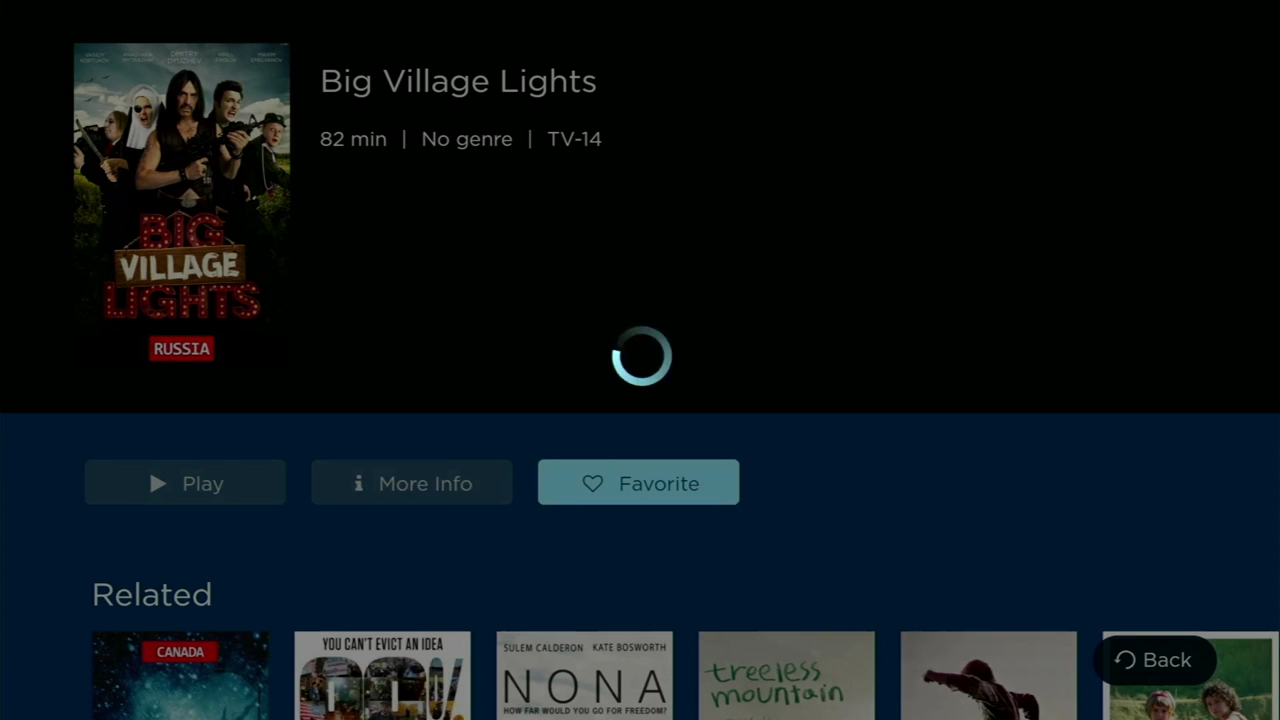 DMITRY
DYUZHEV
BIG
VILLAGE
LIGHTS
RUSSIA
Big Village Lights
82 min | No genre | TV-14
Play
More Info
Favorite
Related
CANADA
YOU CAN'T EVICT AN IDEA
SULEM CALDERON KATE BOSWORTH
NONA
HOW FAR WOULD YOU GO FOR FREEDOM?
treeless
mountain
Back